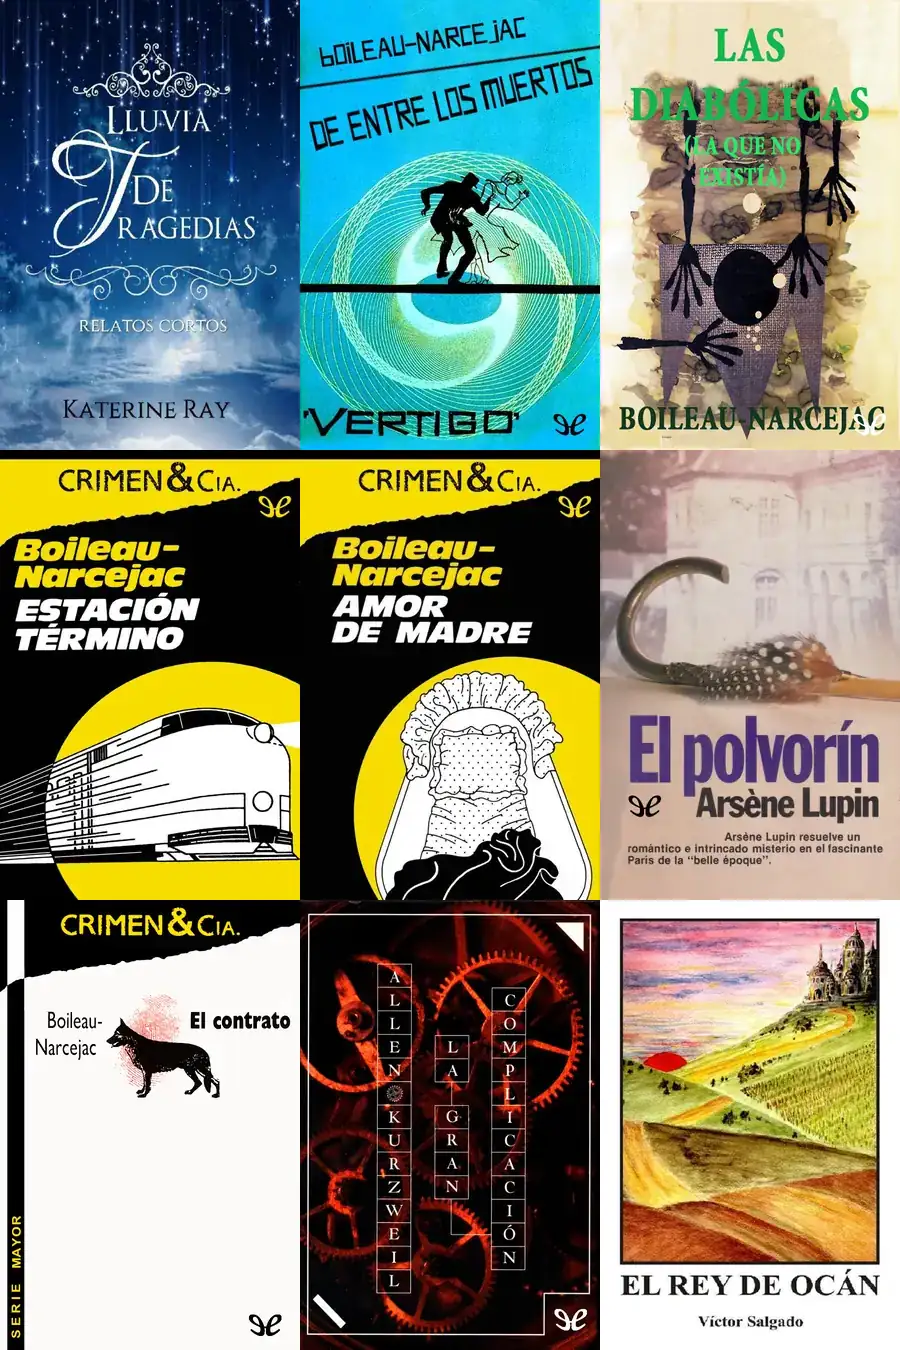 LLUVIA
DE
TRAGEDIAS
RELATOS CORTOS
KATERINE RAY
BOILEAU-NARCEJAC
DE ENTRE LOS MUERTOS
'VERTIGO'
LAS
DIABÓLICAS
(LA QUE NO
EXISTÍA)
BOILEAU-NARCEJAC
CRIMEN & CIA.
Boileau-
Narcejac
ESTACIÓN
TÉRMINO
CRIMEN & CIA.
Boileau-
Narcejac
AMOR
DE MADRE
El polvorín
Arsène Lupin
Arsène Lupin resuelve un
romántico e intrincado misterio en el fascinante
Paris de la "belle époque".
CRIMEN & CIA.
Boileau-
Narcejac
El contrato
SERIE MAYOR
ALLEN KURZWEIL
LA GRAN
COMPLICACIÓN
EL REY DE OCÁN
Víctor Salgado